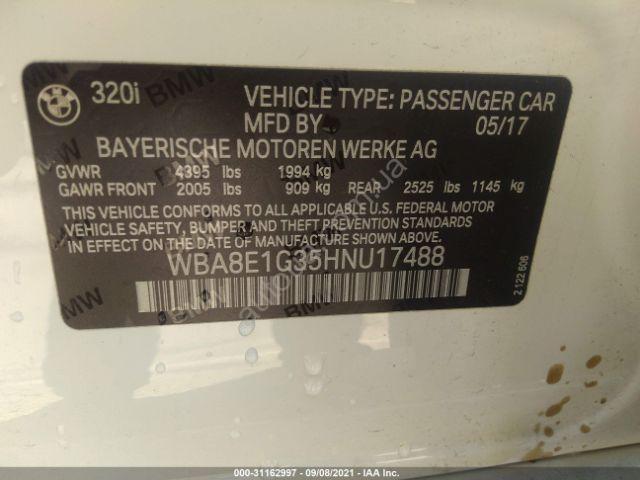 320i
VEHICLE TYPE: PASSENGER CAR
MFD BY 05/17
BAYERISCHE MOTOREN WERKE AG
GVWR 4395 lbs 1994 kg
GAWR FRONT 2005 lbs 909 kg REAR 2525 lbs 1145 kg
THIS VEHICLE CONFORMS TO ALL APPLICABLE U.S. FEDERAL MOTOR
VEHICLE SAFETY, BUMPER AND THEFT PREVENTION STANDARDS
IN EFFECT ON THE DATE OF MANUFACTURE SHOWN ABOVE.
WBA8E1G35HNU17488
2122606
000-31162997 - 09/08/2021 - IAA Inc.